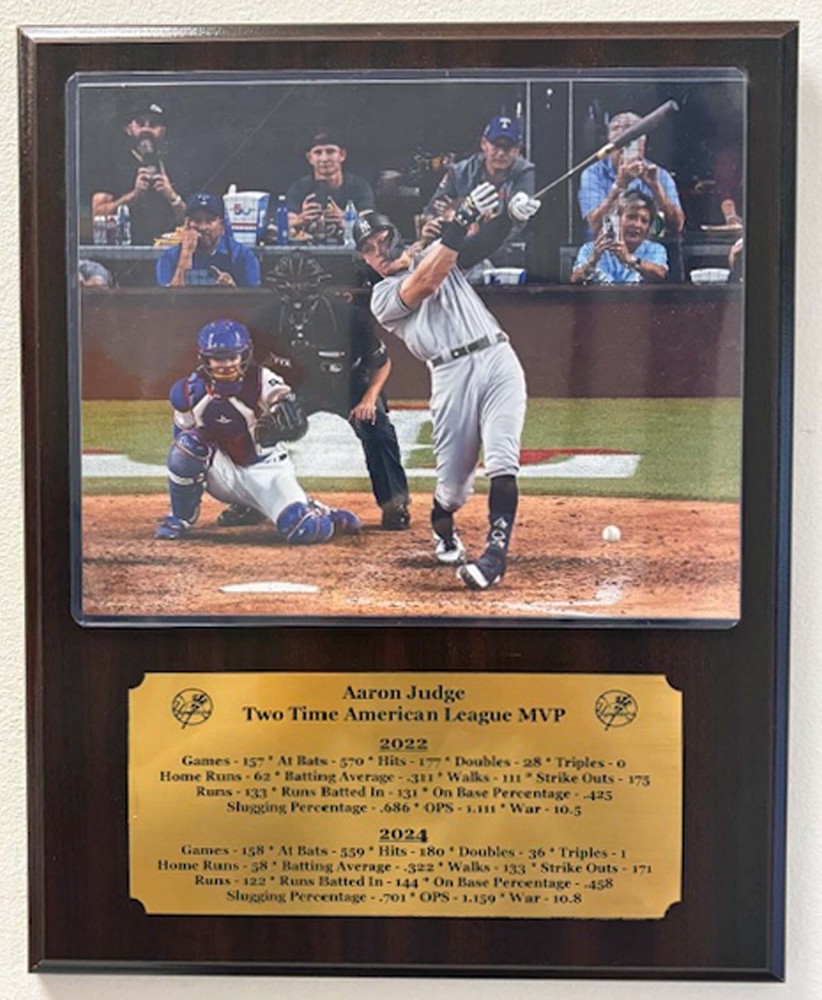 T
Aaron Judge
Two Time American League MVP
2022
Games - 157 * At Bats - 570 * Hits - 177 * Doubles - 28 * Triples - 0
Home Runs - 62 * Batting Average - .311 * Walks - 111 * Strike Outs - 175
Runs - 133 * Runs Batted In - 131 * On Base Percentage - .425
Slugging Percentage - .686 * OPS - 1.111 * War - 10.5
2024
Games - 158 * At Bats - 559 * Hits - 180 * Doubles - 36 * Triples - 1
Home Runs - 58 * Batting Average - .322 * Walks - 133 * Strike Outs - 171
Runs - 122 * Runs Batted In - 144 * On Base Percentage - .458
Slugging Percentage - .701 * OPS - 1.159 * War - 10.8